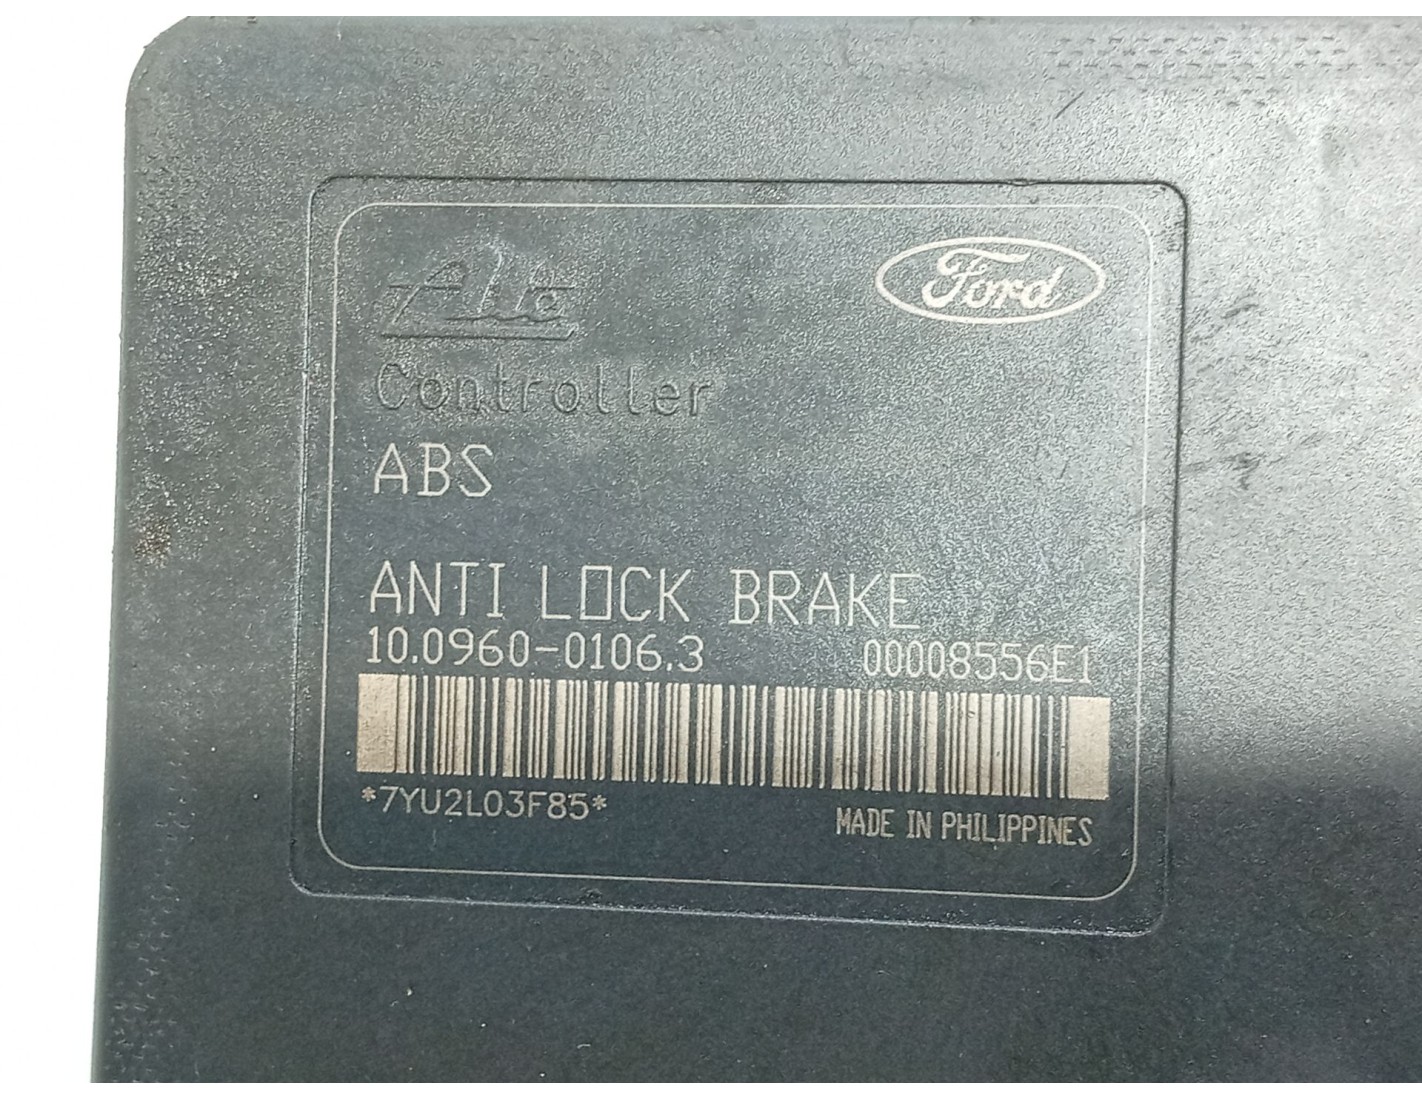 Ate
Ford
Controller
ABS
ANTI LOCK BRAKE
10.0960-0106.3 00008556E1
*7YU2L03F85*
MADE IN PHILIPPINES